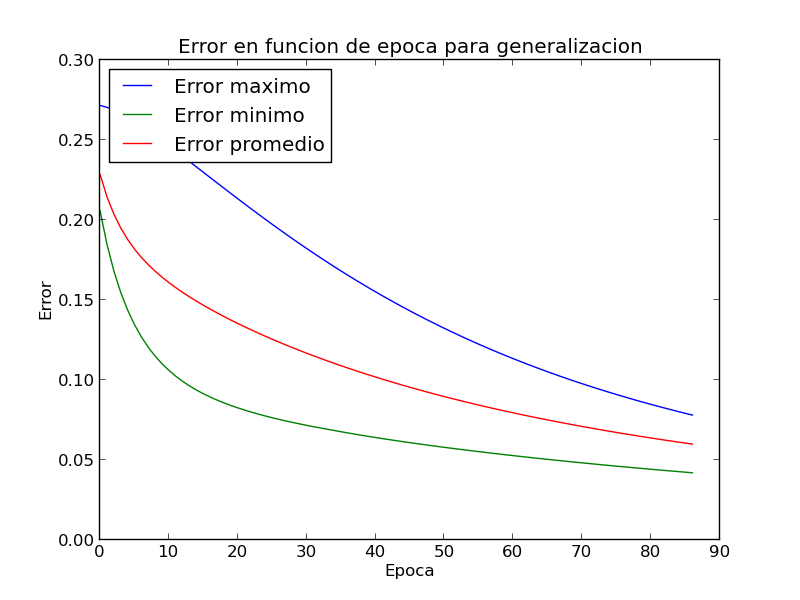 Error en funcion de epoca para generalizacion
0.30
Error maximo
Error minimo
Error promedio
0.25
0.20
0.15
0.10
0.05
0.00
Error
0 10 20 30 40 50 60 70 80 90
Epoca